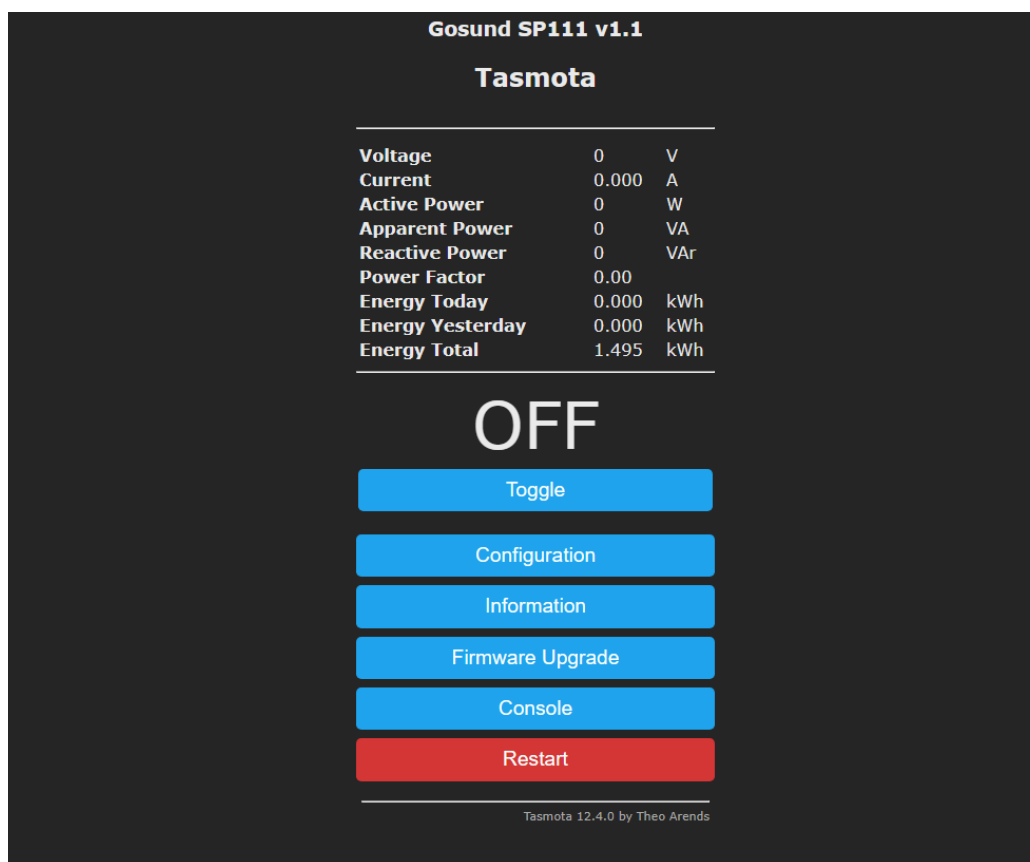 Gosund SP111 v1.1
Tasmota
Voltage 0 V
Current 0.000 A
Active Power 0 W
Apparent Power 0 VA
Reactive Power 0 VAr
Power Factor 0.00
Energy Today 0.000 kWh
Energy Yesterday 0.000 kWh
Energy Total 1.495 kWh
OFF
Toggle
Configuration
Information
Firmware Upgrade
Console
Restart
Tasmota 12.4.0 by Theo Arends